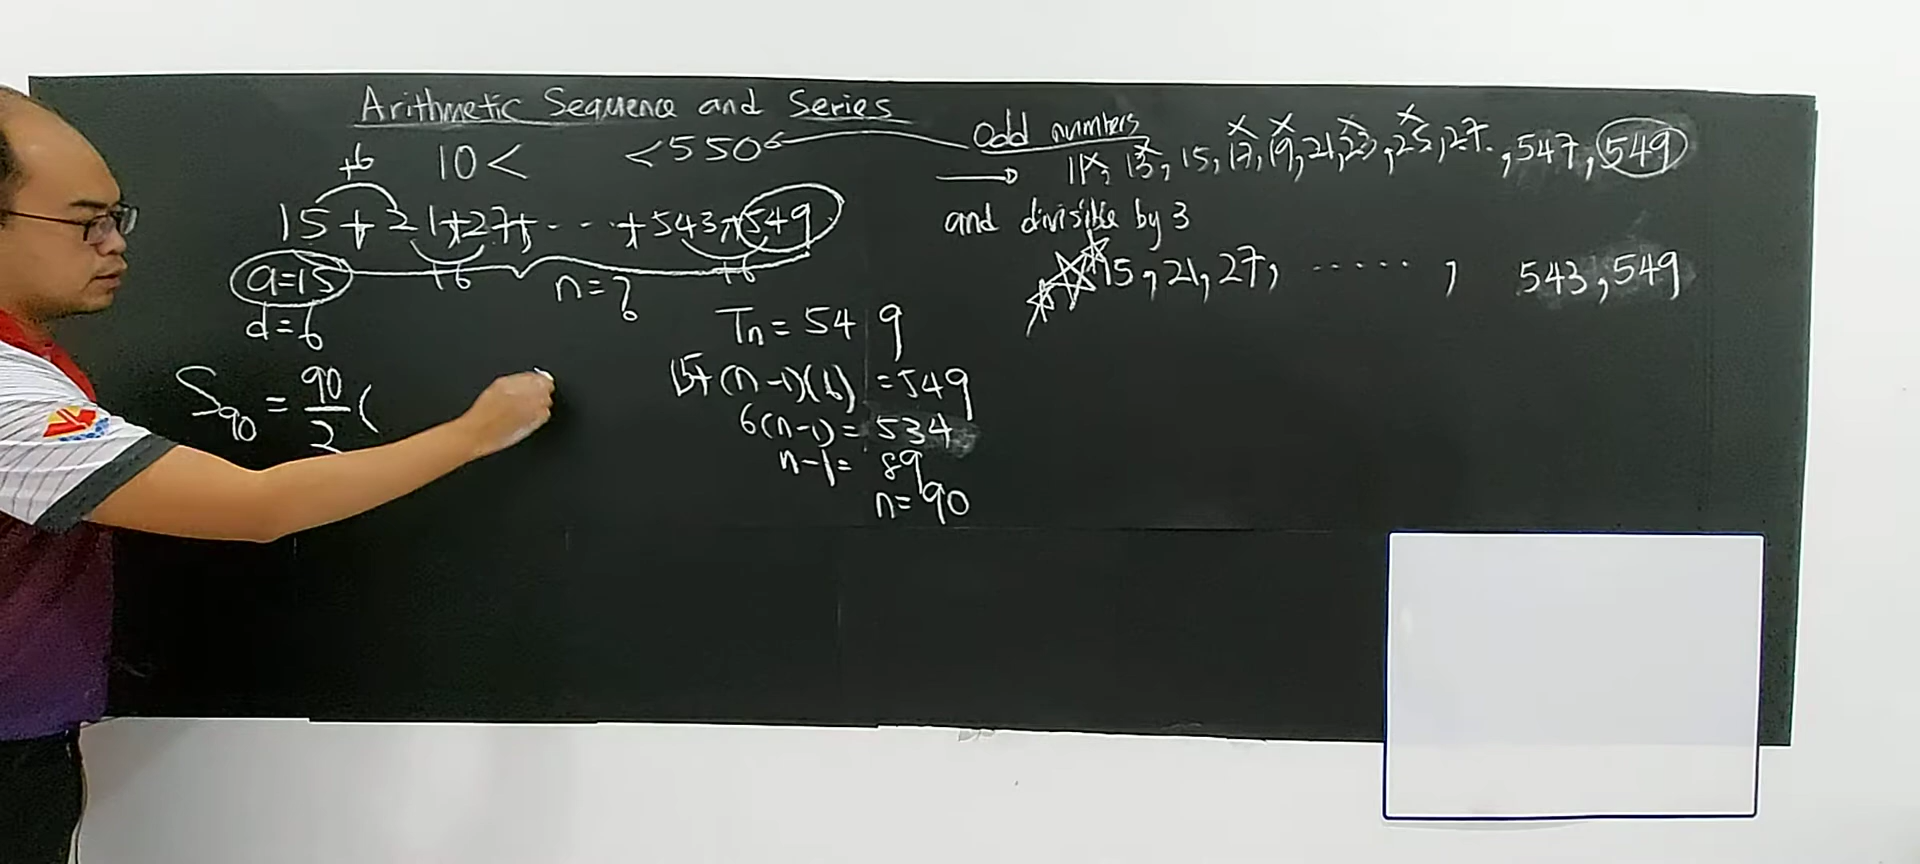 Arithmetic Sequence and Series
+6 10 < < 550
15 + 21 + 27 + ... + 543 + 549
a=15 +6 n=? +6
d=6
S90 = 90/2 (
Tn = 549
15+(n-1)(6) = 549
6(n-1) = 534
n-1 = 89
n = 90
odd numbers
→ 11, 13, 15, 17, 19, 21, 23, 25, 27. , 547, 549
and divisible by 3
15, 21, 27, ......, 543, 549